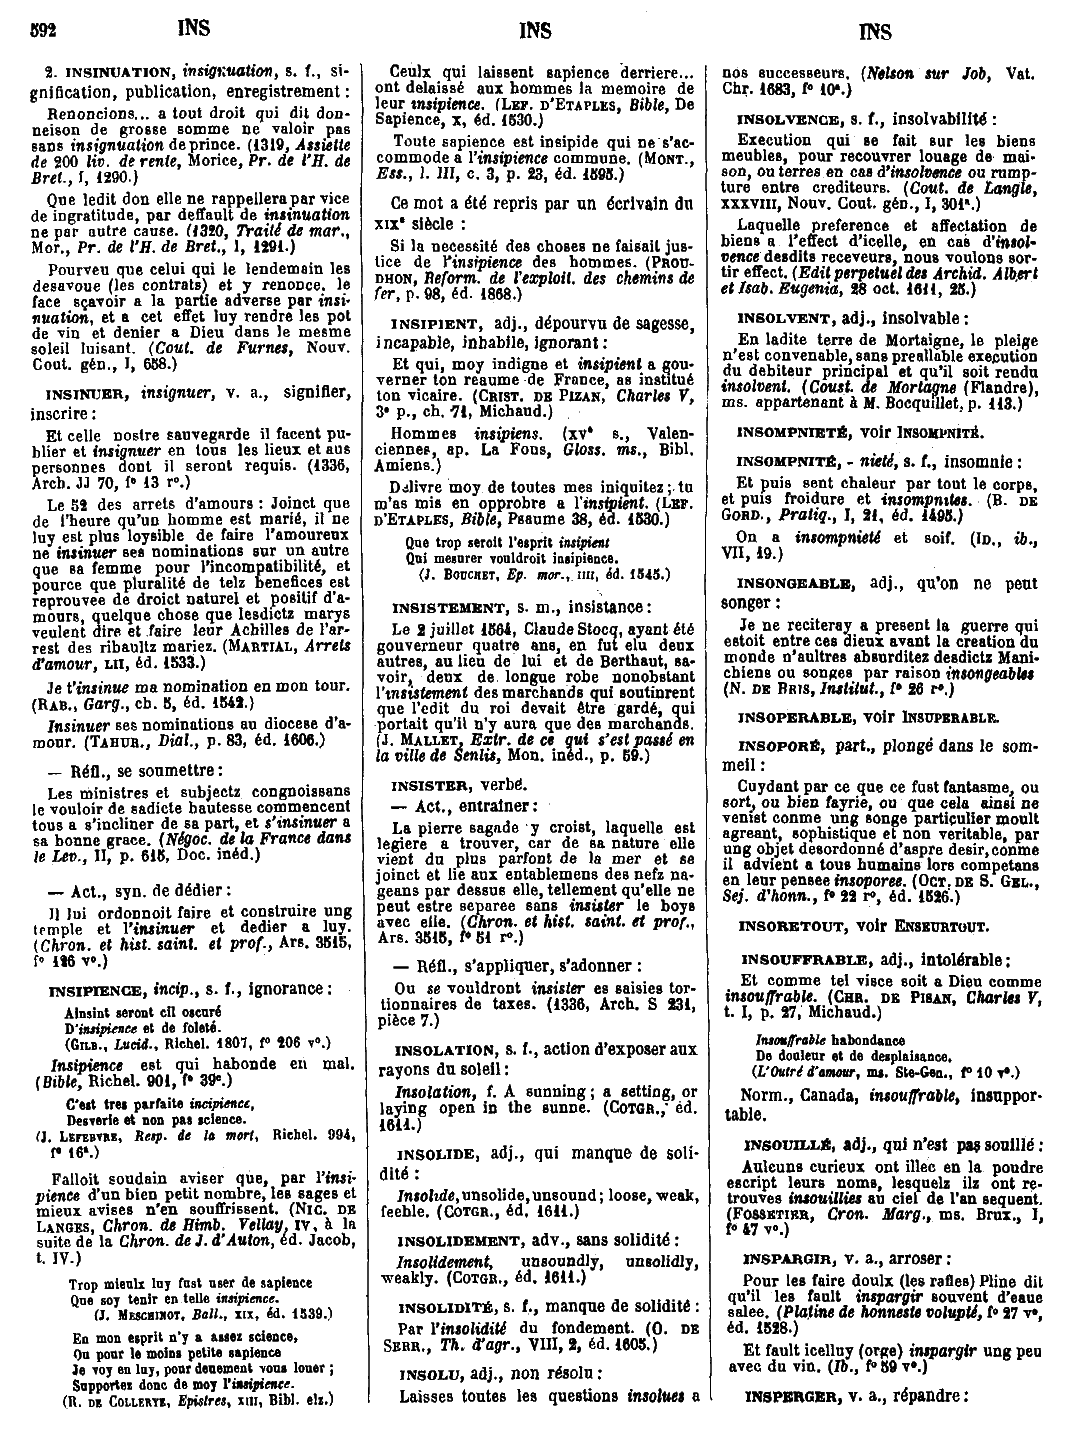 592 INS INS INS
2. INSINUATION, insignuation, s. f., si-
gnification, publication, enregistrement :
Renoncions... a tout droit qui dit don-
neison de grosse somme ne valoir pas
sans insignuation de prince. (1319, Assiette
de 200 liv. de rente, Morice, Pr. de l'H. de
Bret., I, 1290.)
Que ledit don elle ne rappellera par vice
de ingratitude, par deffault de insinuation
ne par autre cause. (1320, Traité de mar.,
Mor., Pr. de l'H. de Bret., I, 1291.)
Pourveu que celui qui le lendemain les
desavoue (les contrats) et y renonce, le
face sçavoir a la partie adverse par insi-
nuation, et a cet effet luy rendre les pot
de vin et denier a Dieu dans le mesme
soleil luisant. (Cout. de Furnes, Nouv.
Cout. gén., I, 658.)
INSINUER, insignuer, v. a., signifier,
inscrire :
Et celle nostre sauvegarde il facent pu-
blier et insignuer en tous les lieux et aus
personnes dont il seront requis. (1336,
Arch. JJ 70, f° 13 r°.)
Le 52 des arrets d'amours : Joinct que
de l'heure qu'un homme est marié, il ne
luy est plus loysible de faire l'amoureux
ne insinuer ses nominations sur un autre
que sa femme pour l'incompatibilité, et
pource que pluralité de telz benefices est
reprouvee de droict naturel et positif d'a-
mours, quelque chose que lesdictz marys
veulent dire et faire leur Achilles de l'ar-
rest des ribaultz mariez. (MARTIAL, Arrets
d'amour, LII, éd. 1533.)
Je t'insinue ma nomination en mon tour.
(RAB., Garg., ch. 5, éd. 1542.)
Insinuer ses nominations au diocese d'a-
mour. (TAHUR., Dial., p. 83, éd. 1606.)
— Réfl., se soumettre :
Les ministres et subjectz congnoissans
le vouloir de sadicte hautesse commencent
tous a s'incliner de sa part, et s'insinuer a
sa bonne grace. (Négoc. de la France dans
le Lev., II, p. 615, Doc. inéd.)
— Act., syn. de dédier :
Il lui ordonnoit faire et construire ung
temple et l'insinuer et dedier a luy.
(Chron. et hist. saint. et prof., Ars. 3515,
f° 126 v°.)
INSIPIENCE, incip., s. f., ignorance :
Ainsint seront cil oscuré
D'insipience et de foleté.
(GILB., Lucid., Richel. 1807, f° 206 v°.)
Insipience est qui habonde en mal.
(Bible, Richel. 901, f° 39c.)
C'est tres parfaite incipience,
Desverie et non pas science.
(J. LEFEBVRE, Resp. de la mort, Richel. 994,
f° 16a.)
Falloit soudain aviser que, par l'insi-
pience d'un bien petit nombre, les sages et
mieux avises n'en souffrissent. (NIC. DE
LANGES, Chron. de Himb. Vellay, IV, à la
suite de la Chron. de J. d'Auton, éd. Jacob,
t. IV.)
Trop mieulx luy fust user de sapience
Que soy tenir en telle insipience.
(J. MESCHINOT, Ball., XIX, éd. 1539.)
En mon esprit n'y a assez science,
Ou pour le moins petite sapience
Je voy en luy, pour deuement vous louer ;
Supportez donc de moy l'insipience.
(R. DE COLLERYE, Epistres, XIII, Bibl. elz.)
Ceulx qui laissent sapience derriere...
ont delaissé aux hommes la memoire de
leur insipience. (LEF. D'ETAPLES, Bible, De
Sapience, X, éd. 1530.)
Toute sapience est insipide qui ne s'ac-
commode a l'insipience commune. (MONT.,
Ess., l. III, c. 3, p. 23, éd. 1595.)
Ce mot a été repris par un écrivain du
XIXe siècle :
Si la necessité des choses ne faisait jus-
tice de l'insipience des hommes. (PROU-
DHON, Reform. de l'exploit. des chemins de
fer, p. 98, éd. 1868.)
INSIPIENT, adj., dépourvu de sagesse,
incapable, inhabile, ignorant :
Et qui, moy indigne et insipient a gou-
verner ton reaume de France, as institué
ton vicaire. (CRIST. DE PIZAN, Charles V,
3e p., ch. 71, Michaud.)
Hommes insipiens. (XVe s., Valen-
ciennes, ap. La Fons, Gloss. ms., Bibl.
Amiens.)
Delivre moy de toutes mes iniquitez ; tu
m'as mis en opprobre a l'insipient. (LEF.
D'ETAPLES, Bible, Psaume 38, éd. 1530.)
Que trop seroit l'esprit insipient
Qui mesurer vouldroit insipience.
(J. BOUCHET, Ep. mor., IIII, éd. 1545.)
INSISTEMENT, s. m., insistance :
Le 2 juillet 1564, Claude Stocq, ayant été
gouverneur quatre ans, en fut elu deux
autres, au lieu de lui et de Berthaut, sa-
voir, deux de longue robe nonobstant
l'insistement des marchands qui soutinrent
que l'edit du roi devait être gardé, qui
portait qu'il n'y aura que des marchands.
(J. MALLET, Extr. de ce qui s'est passé en
la ville de Senlis, Mon. inéd., p. 59.)
INSISTER, verbe.
— Act., entraîner :
La pierre sagade y croist, laquelle est
legiere a trouver, car de sa nature elle
vient du plus parfont de la mer et se
joinct et lie aux entablemens des nefz na-
geans par dessus elle, tellement qu'elle ne
peut estre separee sans insister le boys
avec elle. (Chron. et hist. saint. et prof.,
Ars. 3515, f° 51 r°.)
— Réfl., s'appliquer, s'adonner :
Ou se vouldront insister es saisies tor-
tionnaires de taxes. (1336, Arch. S 231,
pièce 7.)
INSOLATION, s. f., action d'exposer aux
rayons du soleil :
Insolation, f. A sunning ; a setting, or
laying open in the sunne. (COTGR., éd.
1611.)
INSOLIDE, adj., qui manque de soli-
dité :
Insolide, unsolide, unsound ; loose, weak,
feeble. (COTGR., éd. 1611.)
INSOLIDEMENT, adv., sans solidité :
Insolidement, unsoundly, unsolidly,
weakly. (COTGR., éd. 1611.)
INSOLIDITÉ, s. f., manque de solidité :
Par l'insolidité du fondement. (O. DE
SERR., Th. d'agr., VIII, 2, éd. 1605.)
INSOLU, adj., non résolu :
Laisses toutes les questions insolues a
nos successeurs. (Nelson sur Job, Vat.
Chr. 1683, f° 10a.)
INSOLVENCE, s. f., insolvabilité :
Execution qui se fait sur les biens
meubles, pour recouvrer louage de mai-
son, ou terres en cas d'insolvence ou rump-
ture entre crediteurs. (Cout. de Langle,
XXXVIII, Nouv. Cout. gén., I, 301a.)
Laquelle preference et affectation de
biens a l'effect d'icelle, en cas d'insol-
vence desdits receveurs, nous voulons sor-
tir effect. (Edit perpetuel des Archid. Albert
et Isab. Eugenia, 28 oct. 1611, 25.)
INSOLVENT, adj., insolvable :
En ladite terre de Mortaigne, le pleige
n'est convenable, sans preallable execution
du debiteur principal et qu'il soit rendu
insolvent. (Coust. de Mortagne (Flandre),
ms. appartenant à M. Bocquillet, p. 113.)
INSOMPNIETÉ, voir INSOMPNITÉ.
INSOMPNITÉ, - nieté, s. f., insomnie :
Et puis sent chaleur par tout le corps,
et puis froidure et insompnites. (B. DE
GORD., Pratiq., I, 21, éd. 1495.)
On a insompnieté et soif. (ID., ib.,
VII, 19.)
INSONGEABLE, adj., qu'on ne peut
songer :
Je ne reciteray a present la guerre qui
estoit entre ces dieux avant la creation du
monde n'aultres absurditez desdictz Mani-
chiens ou songes par raison insongeables
(N. DE BRIS, Institut., f° 26 r°.)
INSOPERABLE, voir INSUPERABLE.
INSOPORÉ, part., plongé dans le som-
meil :
Cuydant par ce que ce fust fantasme, ou
sort, ou bien fayrie, ou que cela ainsi ne
venist conme ung songe particulier moult
agreant, sophistique et non veritable, par
ung objet desordonné d'aspre desir, conme
il advient a tous humains lors competans
en leur pensee insoporee. (OCT. DE S. GEL.,
Sej. d'honn., f° 22 r°, éd. 1526.)
INSORETOUT, voir ENSEURTOUT.
INSOUFFRABLE, adj., intolérable :
Et comme tel visce soit a Dieu comme
insouffrable. (CHR. DE PISAN, Charles V,
t. I, p. 27, Michaud.)
Insouffrable habondance
De douleur et de desplaisance.
(L'Outré d'amour, ms. Ste-Gen., f° 10 r°.)
Norm., Canada, insouffrable, insuppor-
table.
INSOUILLÉ, adj., qui n'est pas souillé :
Aulcuns curieux ont illec en la poudre
escript leurs noms, lesquelz ilz ont re-
trouves insouillies au ciel de l'an sequent.
(FOSSETIER, Cron. Marg., ms. Brux., I,
f° 47 v°.)
INSPARGIR, v. a., arroser :
Pour les faire doulx (les rafles) Pline dit
qu'il les fault inspargir souvent d'eaue
salee. (Platine de honneste volupté, f° 27 v°,
éd. 1528.)
Et fault icelluy (orge) inspargir ung peu
avec du vin. (Ib., f° 59 v°.)
INSPERGER, v. a., répandre :